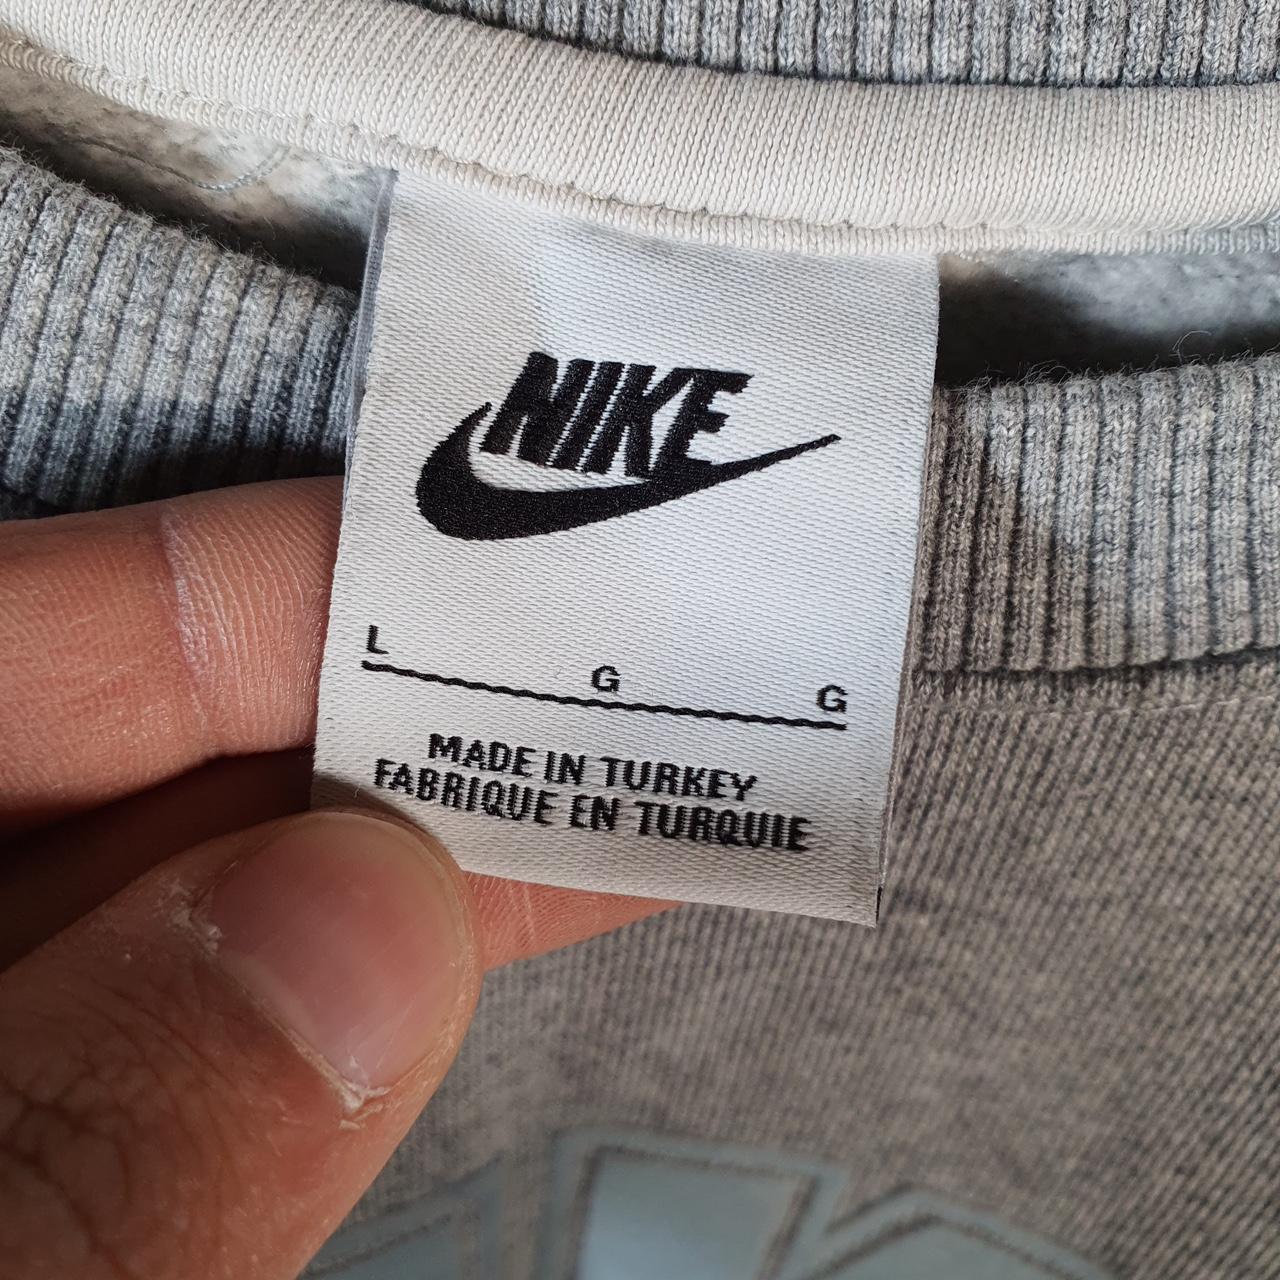 NIKE
L G G
MADE IN TURKEY
FABRIQUE EN TURQUIE